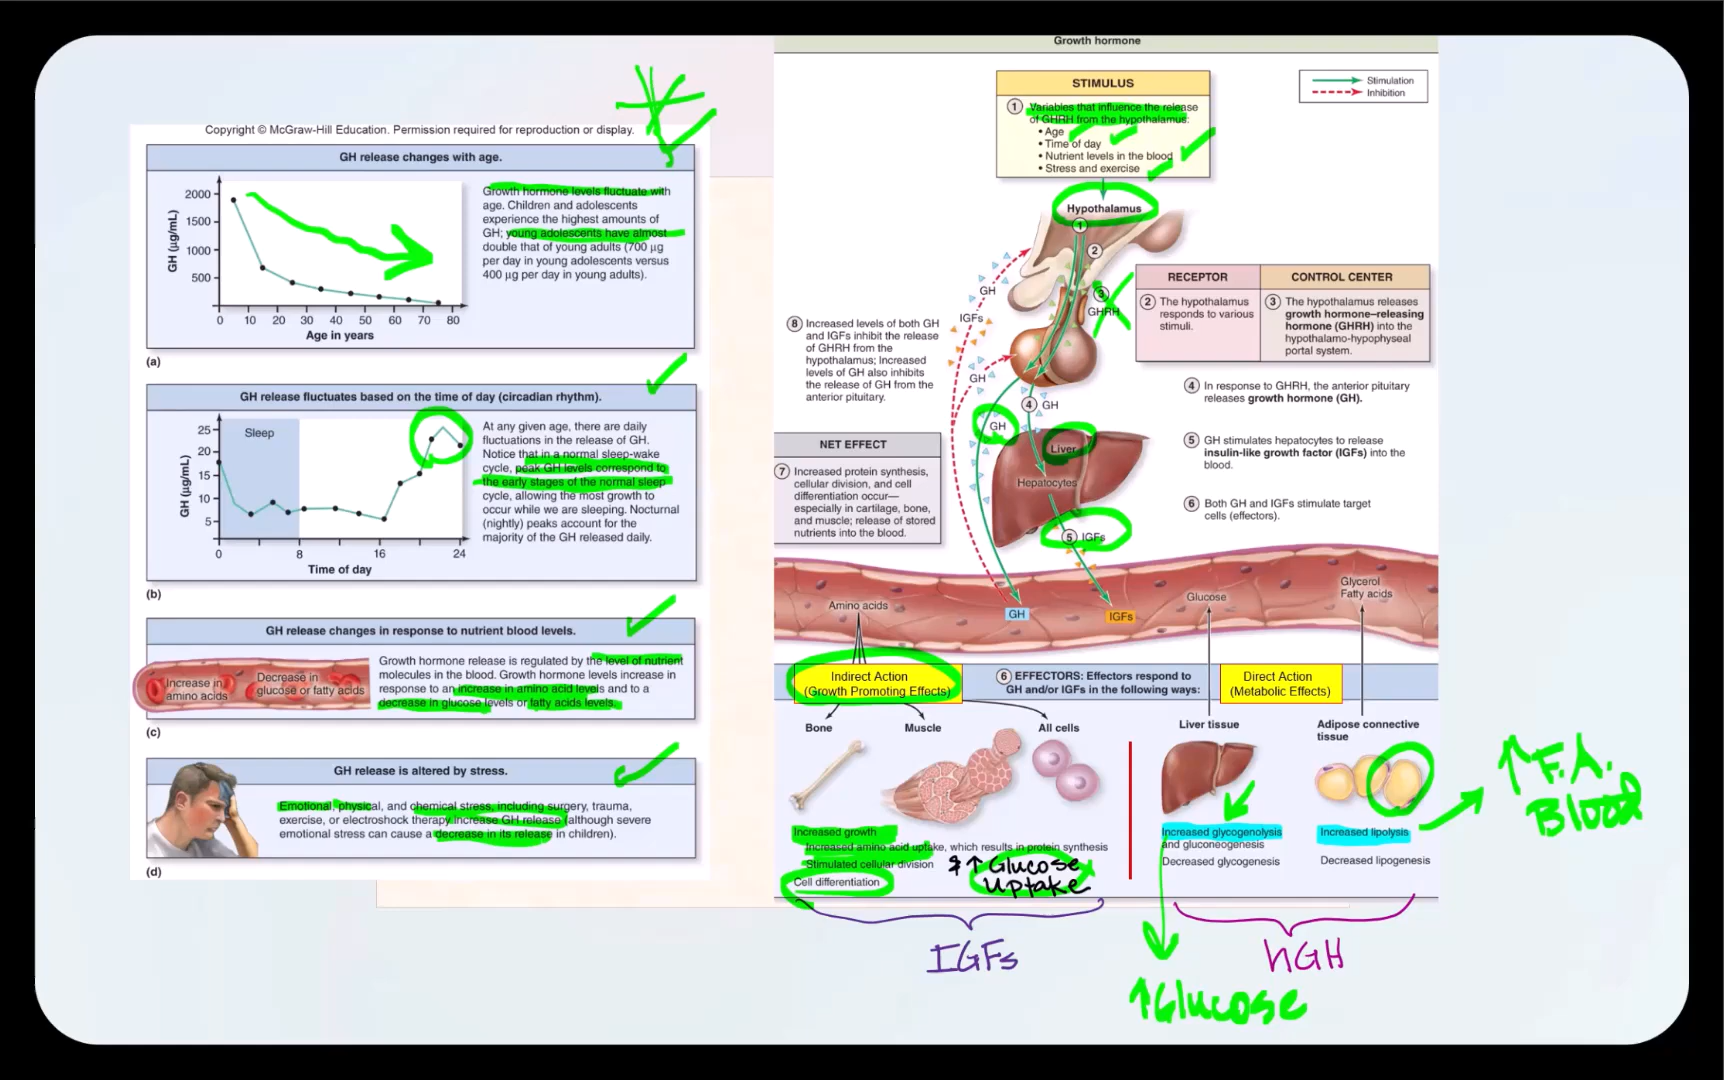 Copyright © McGraw-Hill Education. Permission required for reproduction or display.
GH release changes with age.
GH (µg/mL)
2000
1500
1000
500
0 10 20 30 40 50 60 70 80
Age in years
Growth hormone levels fluctuate with
age. Children and adolescents
experience the highest amounts of
GH; young adolescents have almost
double that of young adults (700 µg
per day in young adolescents versus
400 µg per day in young adults).
(a)
GH release fluctuates based on the time of day (circadian rhythm).
GH (µg/mL)
25
20
15
10
5
Sleep
0 8 16 24
Time of day
At any given age, there are daily
fluctuations in the release of GH.
Notice that in a normal sleep-wake
cycle, peak GH levels correspond to
the early stages of the normal sleep
cycle, allowing the most growth to
occur while we are sleeping. Nocturnal
(nightly) peaks account for the
majority of the GH released daily.
(b)
GH release changes in response to nutrient blood levels.
Increase in
amino acids
Decrease in
glucose or fatty acids
Growth hormone release is regulated by the level of nutrient
molecules in the blood. Growth hormone levels increase in
response to an increase in amino acid levels and to a
decrease in glucose levels or fatty acids levels.
(c)
GH release is altered by stress.
Emotional, physical, and chemical stress, including surgery, trauma,
exercise, or electroshock therapy increase GH release (although severe
emotional stress can cause a decrease in its release in children).
(d)
Growth hormone
STIMULUS
1 Variables that influence the release
of GHRH from the hypothalamus:
• Age
• Time of day
• Nutrient levels in the blood
• Stress and exercise
Stimulation
Inhibition
Hypothalamus
1
2
3
GHRH
GH
IGFs
GH
4 GH
GH
RECEPTOR
2 The hypothalamus
responds to various
stimuli.
CONTROL CENTER
3 The hypothalamus releases
growth hormone–releasing
hormone (GHRH) into the
hypothalamo-hypophyseal
portal system.
8 Increased levels of both GH
and IGFs inhibit the release
of GHRH from the
hypothalamus; Increased
levels of GH also inhibits
the release of GH from the
anterior pituitary.
4 In response to GHRH, the anterior pituitary
releases growth hormone (GH).
5 GH stimulates hepatocytes to release
insulin-like growth factor (IGFs) into the
blood.
6 Both GH and IGFs stimulate target
cells (effectors).
NET EFFECT
7 Increased protein synthesis,
cellular division, and cell
differentiation occur—
especially in cartilage, bone,
and muscle; release of stored
nutrients into the blood.
Liver
Hepatocytes
5 IGFs
Amino acids
GH
IGFs
Glucose
Glycerol
Fatty acids
Indirect Action
(Growth Promoting Effects)
6 EFFECTORS: Effectors respond to
GH and/or IGFs in the following ways:
Direct Action
(Metabolic Effects)
Bone
Muscle
All cells
Liver tissue
Adipose connective
tissue
Increased growth
Increased amino acid uptake, which results in protein synthesis
Stimulated cellular division
Cell differentiation
& ↑ Glucose
Uptake
Increased glycogenolysis
and gluconeogenesis
Decreased glycogenesis
Increased lipolysis
Decreased lipogenesis
↑ F.A.
Blood
IGFs
hGH
↑Glucose